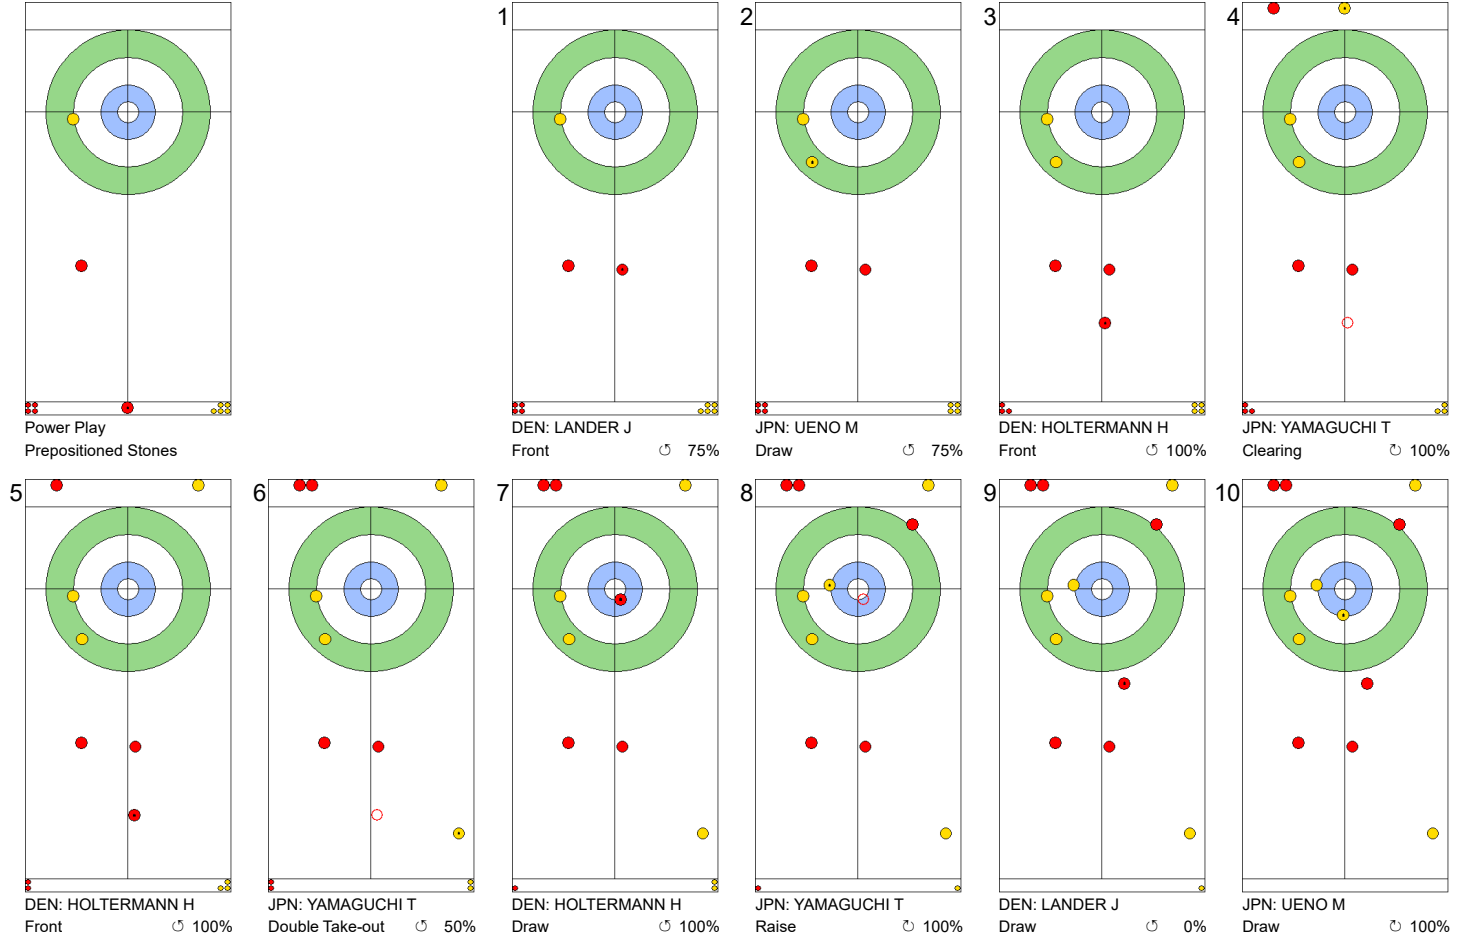 1
2
3
4
Power Play
Prepositioned Stones
DEN: LANDER J
Front ↺ 75%
JPN: UENO M
Draw ↺ 75%
DEN: HOLTERMANN H
Front ↺ 100%
JPN: YAMAGUCHI T
Clearing ↻ 100%
5
6
7
8
9
10
DEN: HOLTERMANN H
Front ↺ 100%
JPN: YAMAGUCHI T
Double Take-out ↺ 50%
DEN: HOLTERMANN H
Draw ↺ 100%
JPN: YAMAGUCHI T
Raise ↻ 100%
DEN: LANDER J
Draw ↺ 0%
JPN: UENO M
Draw ↻ 100%